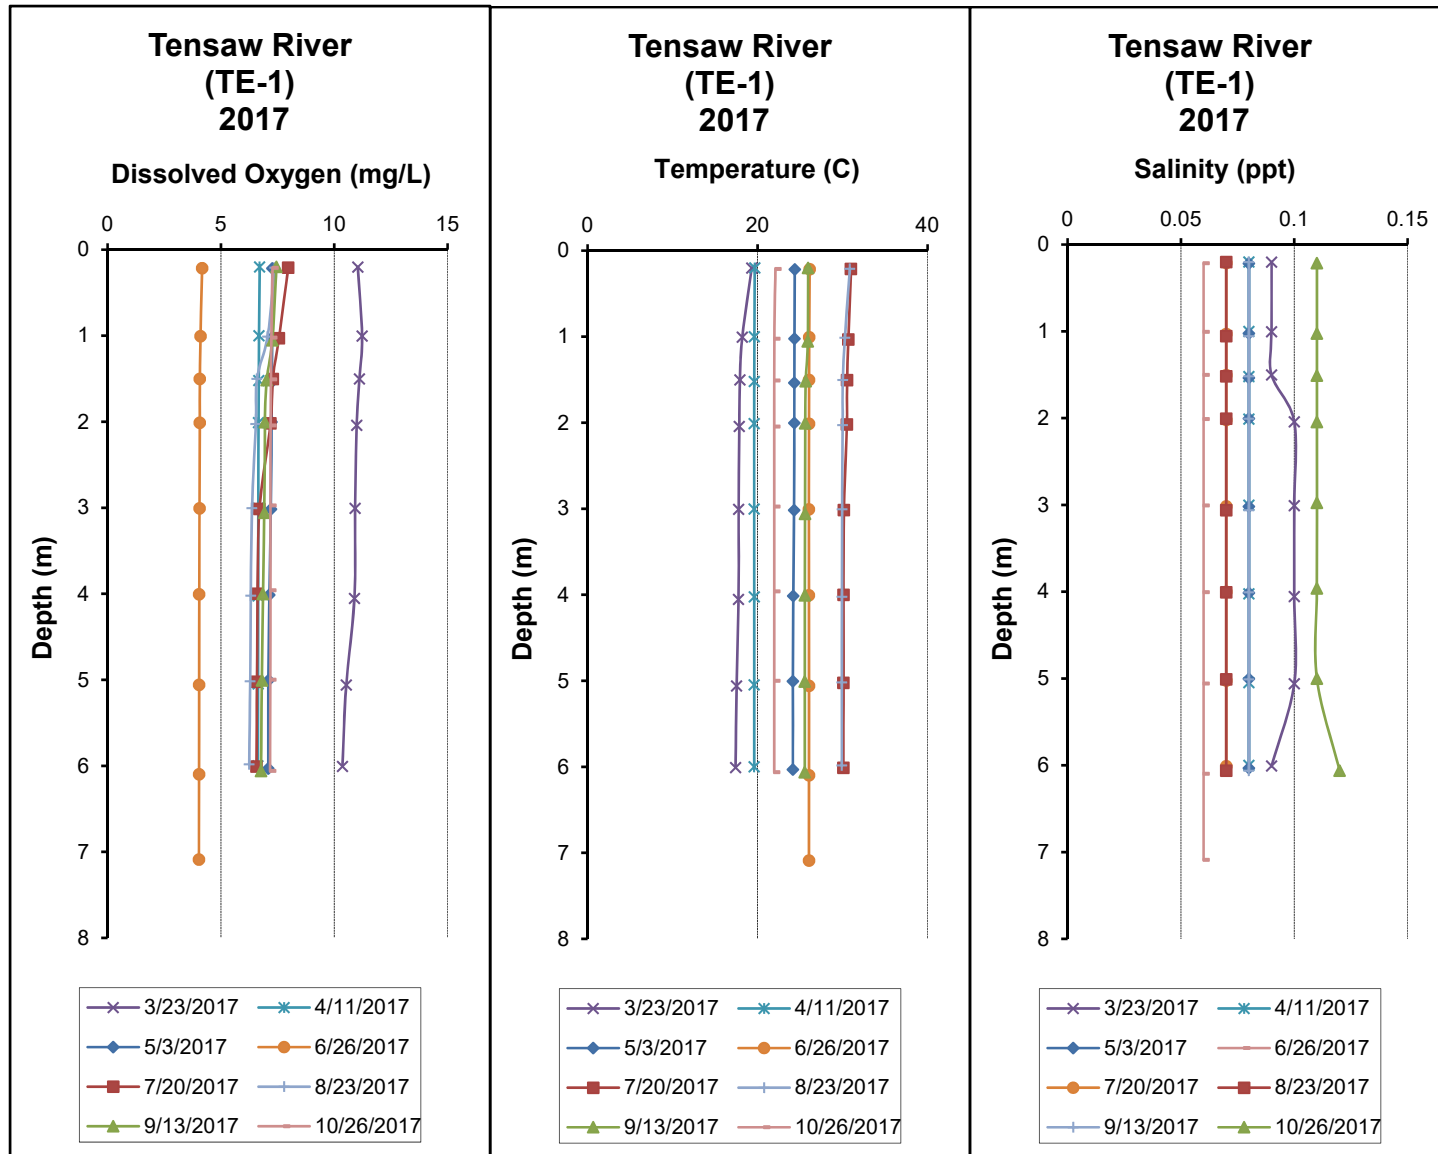 Tensaw River
(TE-1)
2017
Dissolved Oxygen (mg/L)
0 5 10 15
0
1
2
3
4
5
6
7
8
Depth (m)
3/23/2017 4/11/2017
5/3/2017 6/26/2017
7/20/2017 8/23/2017
9/13/2017 10/26/2017
Tensaw River
(TE-1)
2017
Temperature (C)
0 20 40
0
1
2
3
4
5
6
7
8
Depth (m)
3/23/2017 4/11/2017
5/3/2017 6/26/2017
7/20/2017 8/23/2017
9/13/2017 10/26/2017
Tensaw River
(TE-1)
2017
Salinity (ppt)
0 0.05 0.1 0.15
0
1
2
3
4
5
6
7
8
Depth (m)
3/23/2017 4/11/2017
5/3/2017 6/26/2017
7/20/2017 8/23/2017
9/13/2017 10/26/2017